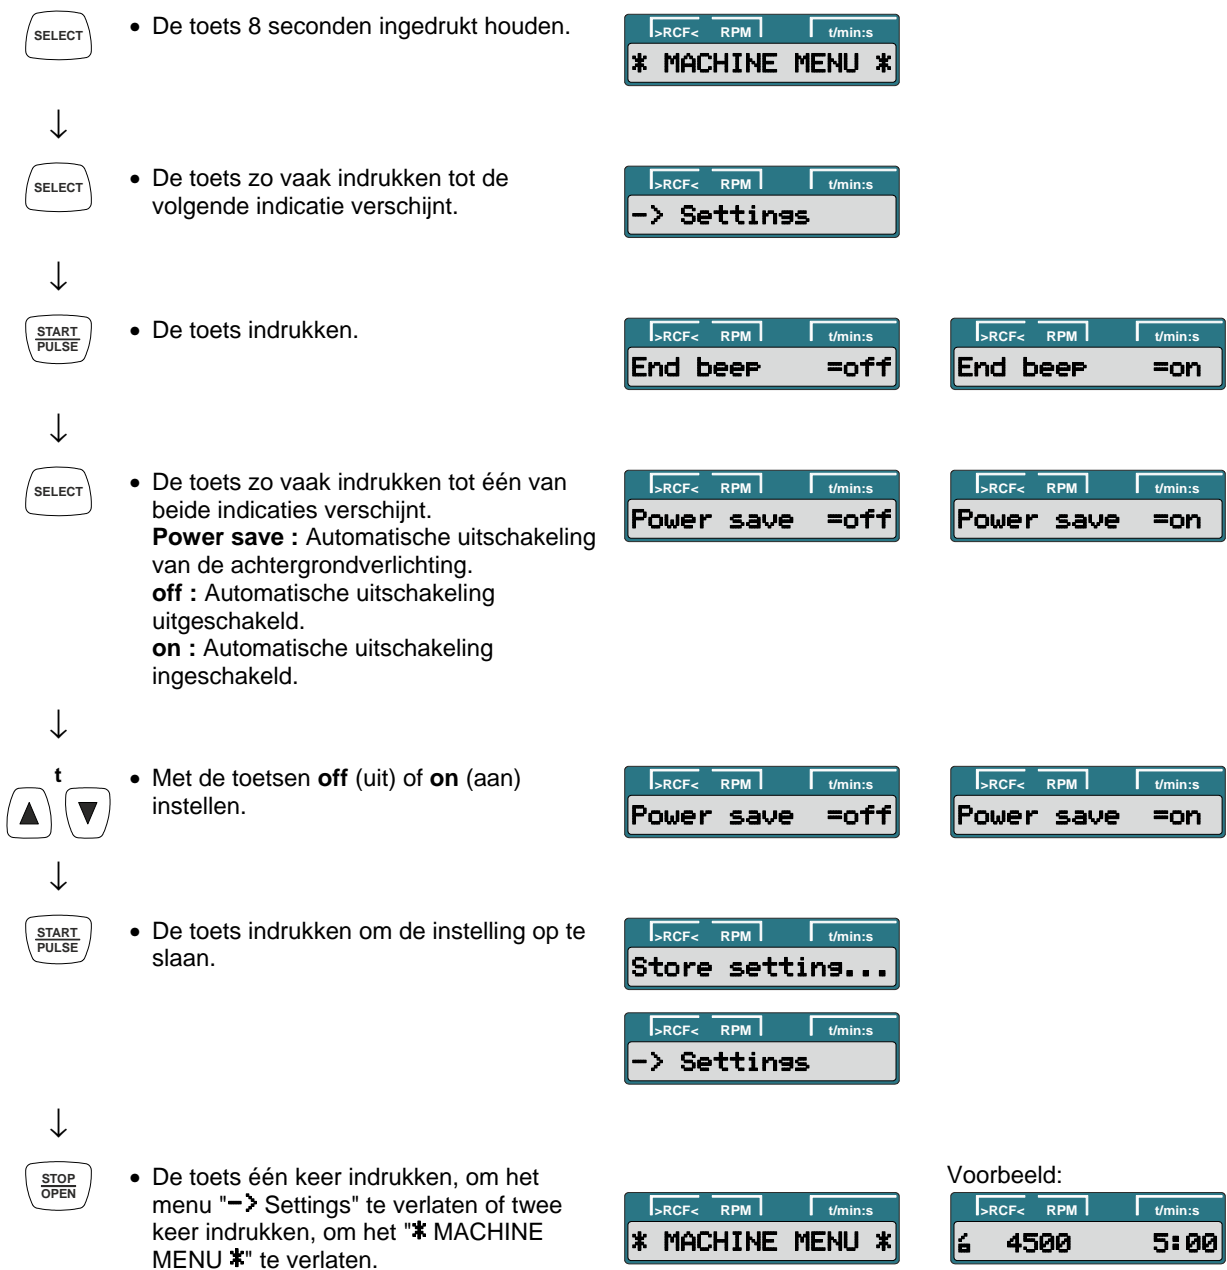 SELECT
• De toets 8 seconden ingedrukt houden.
>RCF< RPM t/min:s
* MACHINE MENU *
↓
SELECT
• De toets zo vaak indrukken tot de
volgende indicatie verschijnt.
>RCF< RPM t/min:s
-> Settings
↓
START
PULSE
• De toets indrukken.
>RCF< RPM t/min:s
End beep =off
>RCF< RPM t/min:s
End beep =on
↓
SELECT
• De toets zo vaak indrukken tot één van
beide indicaties verschijnt.
Power save : Automatische uitschakeling
van de achtergrondverlichting.
off : Automatische uitschakeling
uitgeschakeld.
on : Automatische uitschakeling
ingeschakeld.
>RCF< RPM t/min:s
Power save =off
>RCF< RPM t/min:s
Power save =on
↓
t
▲ ▼
• Met de toetsen off (uit) of on (aan)
instellen.
>RCF< RPM t/min:s
Power save =off
>RCF< RPM t/min:s
Power save =on
↓
START
PULSE
• De toets indrukken om de instelling op te
slaan.
>RCF< RPM t/min:s
Store setting...
>RCF< RPM t/min:s
-> Settings
↓
STOP
OPEN
• De toets één keer indrukken, om het
menu "-> Settings" te verlaten of twee
keer indrukken, om het "* MACHINE
MENU *" te verlaten.
>RCF< RPM t/min:s
* MACHINE MENU *
Voorbeeld:
>RCF< RPM t/min:s
4500 5:00